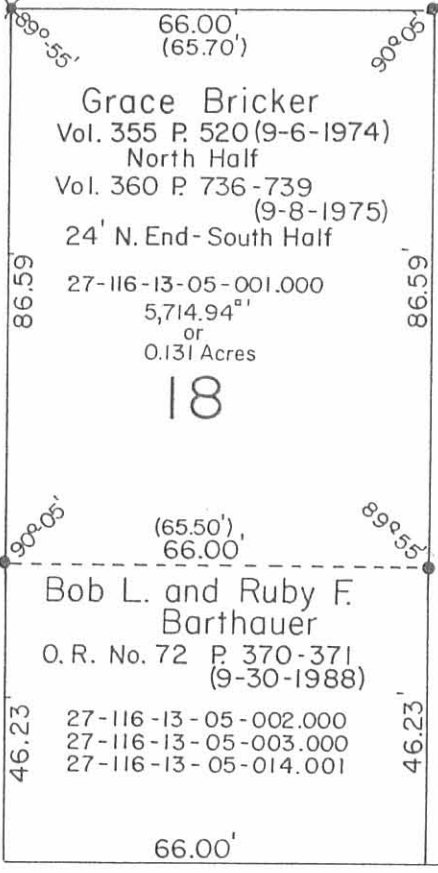 89°-55'
66.00'
(65.70')
90°05'
Grace Bricker
Vol. 355 P. 520 (9-6-1974)
North Half
Vol. 360 P. 736-739
(9-8-1975)
24' N. End - South Half
86.59'
27-116-13-05-001.000
86.59'
5,714.94□'
or
0.131 Acres
18
90°05'
(65.50')
66.00'
89°55'
Bob L. and Ruby F.
Barthauer
O. R. No. 72 P. 370-371
(9-30-1988)
46.23'
27-116-13-05-002.000
27-116-13-05-003.000
27-116-13-05-014.001
46.23'
66.00'